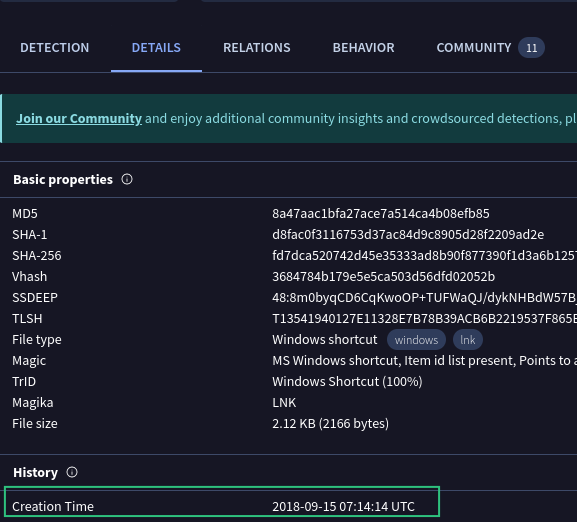 DETECTION DETAILS RELATIONS BEHAVIOR COMMUNITY 11
Join our Community and enjoy additional community insights and crowdsourced detections, pl
Basic properties
MD5 8a47aac1bfa27ace7a514ca4b08efb85
SHA-1 d8fac0f3116753d37ac84d9c8905d28f2209ad2e
SHA-256 fd7dca520742d45e35333ad8b90f877390f1d3a6b1257
Vhash 3684784b179e5e5ca503d56dfd02052b
SSDEEP 48:8m0byqCD6CqKwoOP+TUFWaQJ/dykNHBdW57B
TLSH T13541940127E11328E7B78B39ACB6B2219537F865E
File type Windows shortcut windows lnk
Magic MS Windows shortcut, Item id list present, Points to a
TrID Windows Shortcut (100%)
Magika LNK
File size 2.12 KB (2166 bytes)
History
Creation Time 2018-09-15 07:14:14 UTC